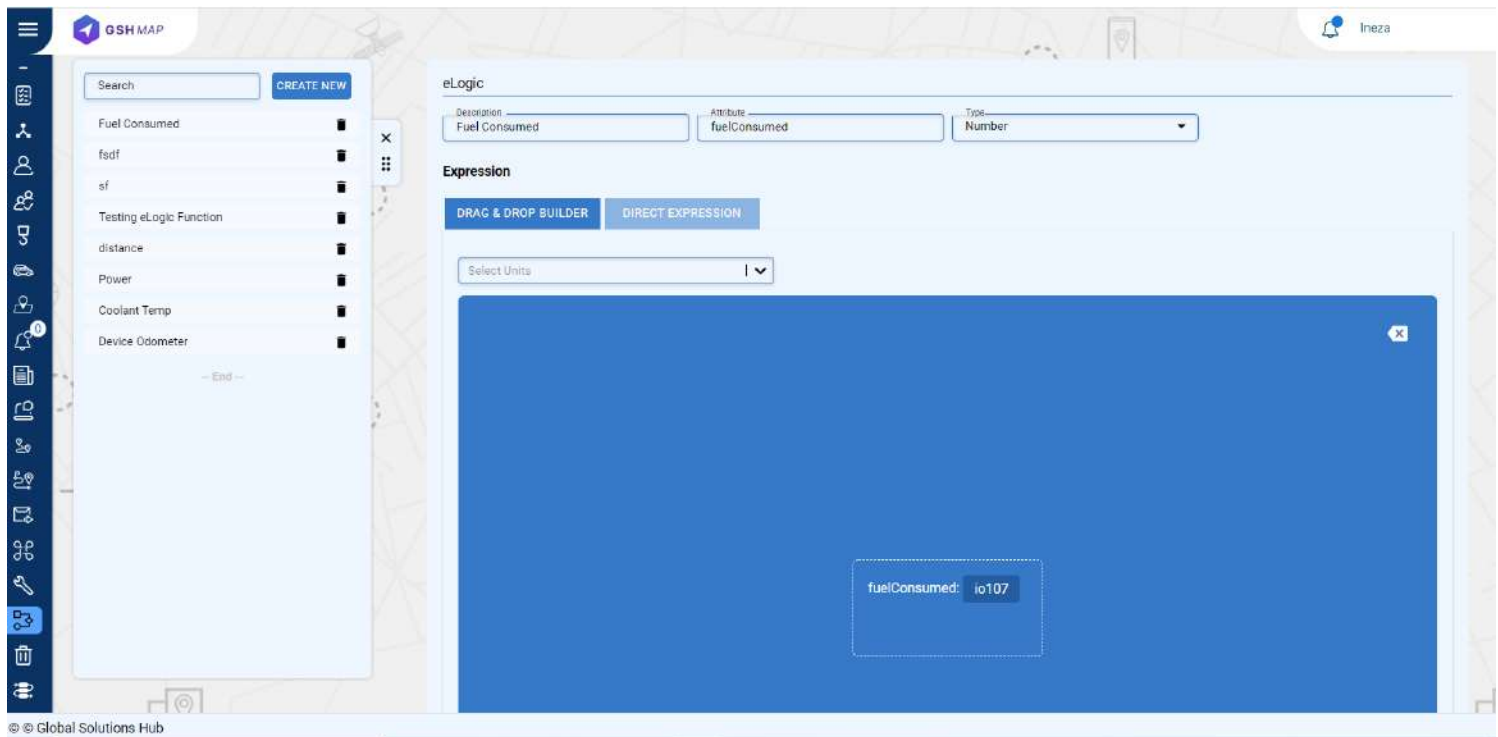 GSH MAP
Ineza
Search
CREATE NEW
Fuel Consumed
fsdf
sf
Testing eLogic Function
distance
Power
Coolant Temp
Device Odometer
-- End --
0
eLogic
Description
Fuel Consumed
Attribute
fuelConsumed
Type
Number
Expression
DRAG & DROP BUILDER
DIRECT EXPRESSION
Select Units
fuelConsumed: io107
© © Global Solutions Hub